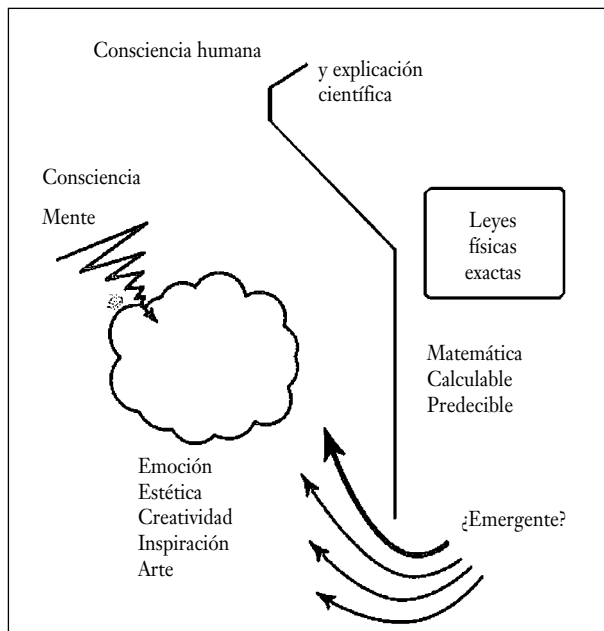 Consciencia humana
y explicación
científica
Consciencia
Mente
Leyes
físicas
exactas
Matemática
Calculable
Predecible
Emoción
Estética
Creatividad
Inspiración
Arte
¿Emergente?